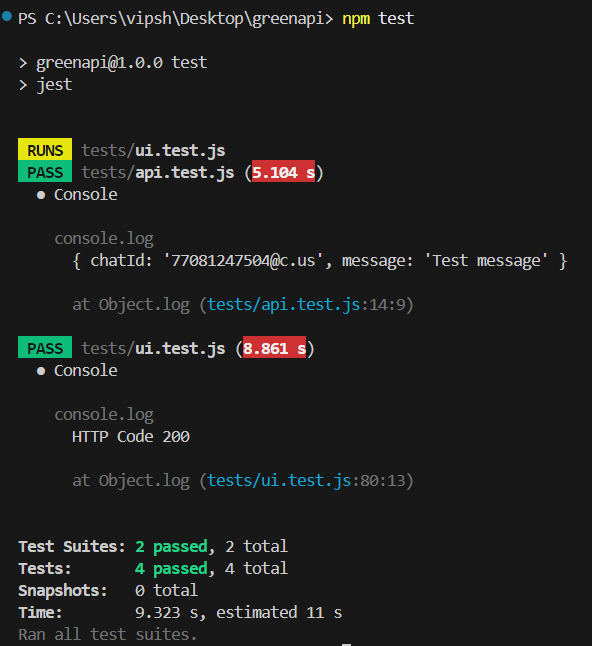 PS C:\Users\vipsh\Desktop\greenapi> npm test
> greenapi@1.0.0 test
> jest
RUNS tests/ui.test.js
PASS tests/api.test.js (5.104 s)
● Console
console.log
{ chatId: '77081247504@c.us', message: 'Test message' }
at Object.log (tests/api.test.js:14:9)
PASS tests/ui.test.js (8.861 s)
● Console
console.log
HTTP Code 200
at Object.log (tests/ui.test.js:80:13)
Test Suites: 2 passed, 2 total
Tests: 4 passed, 4 total
Snapshots: 0 total
Time: 9.323 s, estimated 11 s
Ran all test suites.